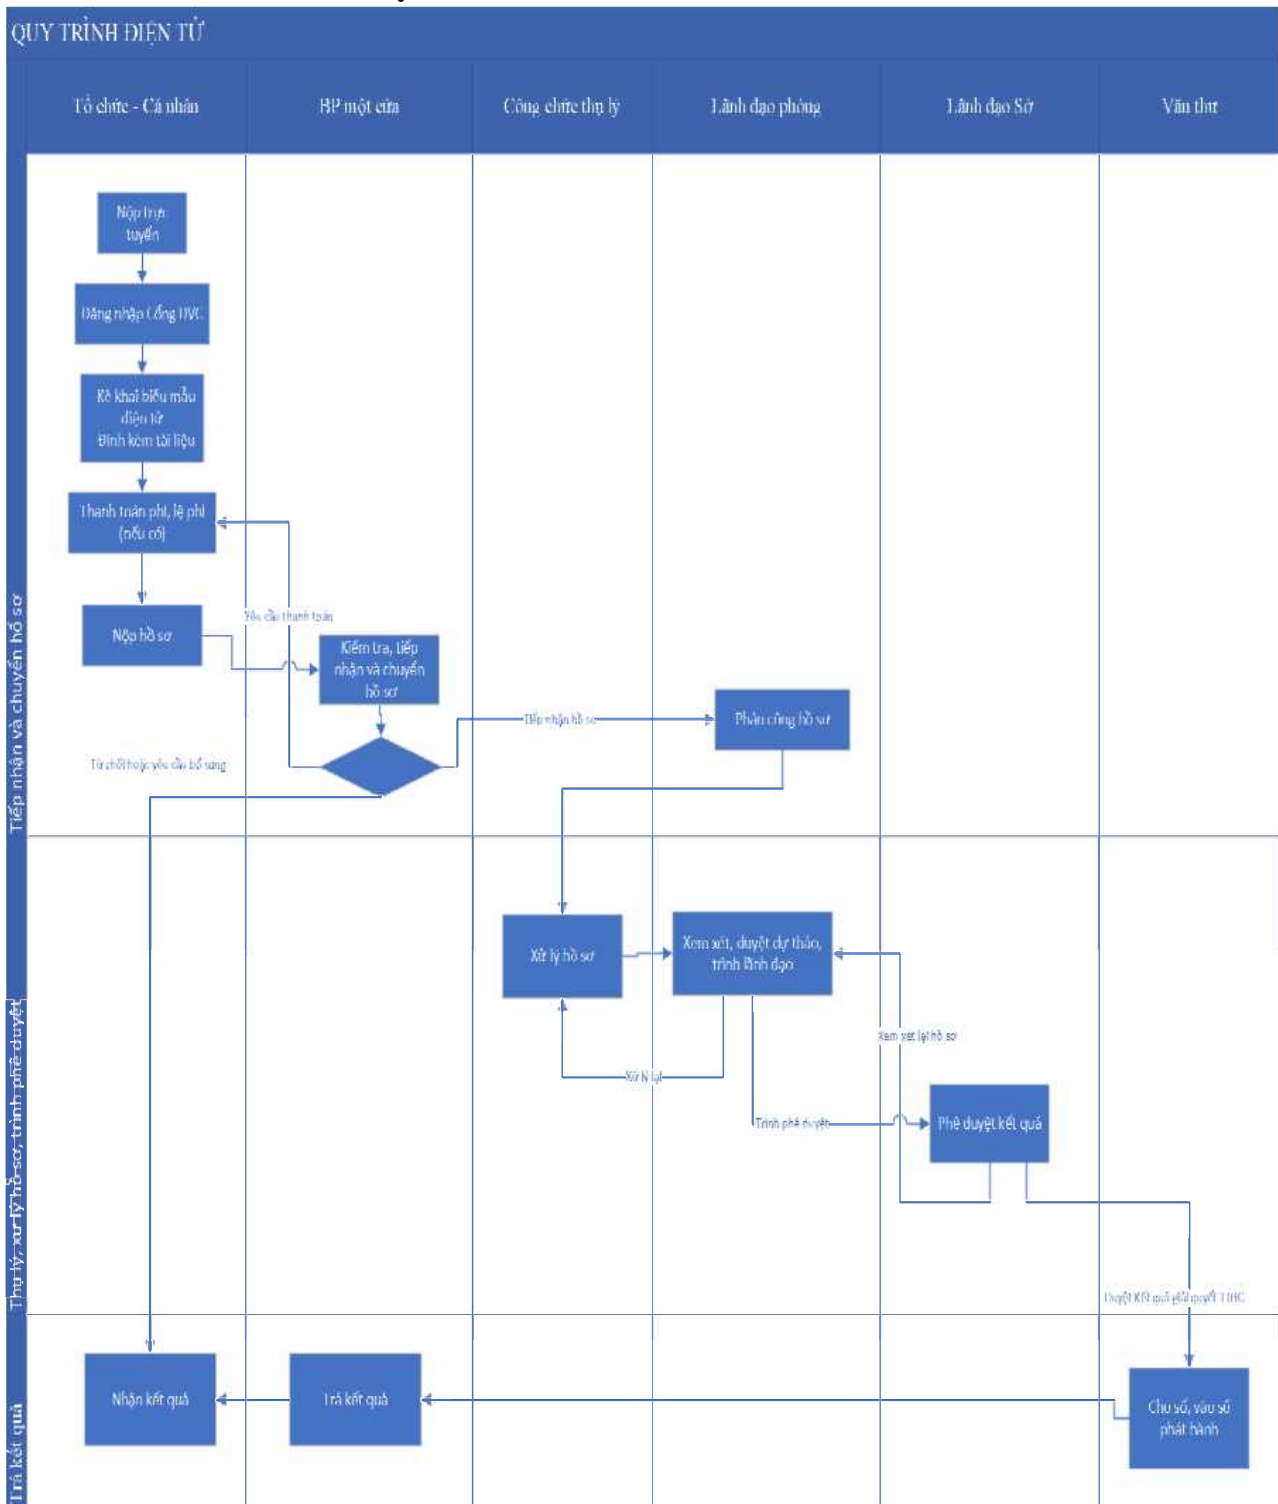 QUY TRÌNH ĐIỆN TỬ
Tổ chức - Cá nhân
BP một cửa
Công chức thụ lý
Lãnh đạo phòng
Lãnh đạo Sở
Văn thư
Tiếp nhận và chuyển hồ sơ
Nộp trực
tuyến
Đăng nhập Cổng DVC
Kê khai biểu mẫu
điện tử
Đính kèm tài liệu
Thanh toán phí, lệ phí
(nếu có)
Yêu cầu thanh toán
Nộp hồ sơ
Kiểm tra, tiếp
nhận và chuyển
hồ sơ
Tiếp nhận hồ sơ
Phân công hồ sơ
Từ chối hoặc yêu cầu bổ sung
Thụ lý, xử lý hồ sơ, trình phê duyệt
Xử lý hồ sơ
Xem xét, duyệt dự thảo,
trình lãnh đạo
Xem xét lại hồ sơ
Xử lý lại
Trình phê duyệt
Phê duyệt kết quả
Duyệt Kết quả giải quyết TTHC
Trả kết quả
Nhận kết quả
Trả kết quả
Cho số, vào sổ
phát hành